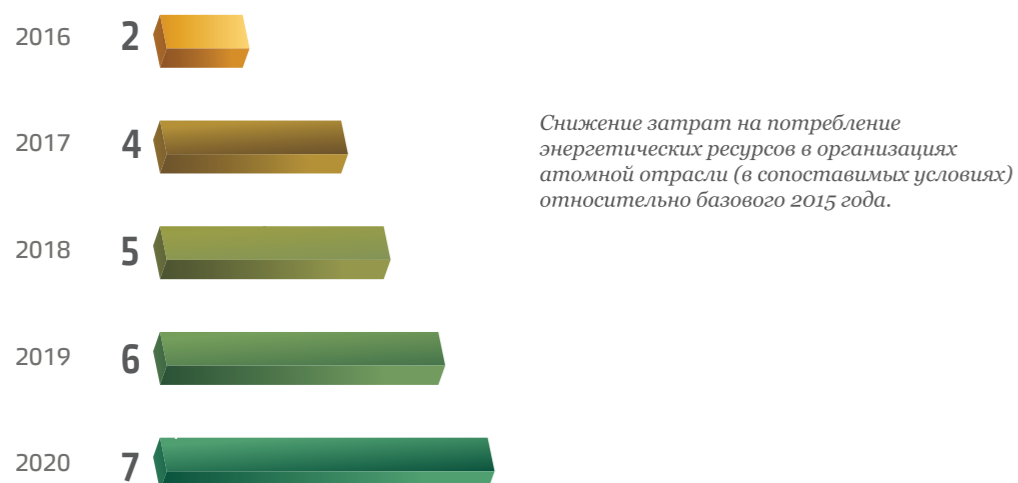 2016 2
2017 4
Снижение затрат на потребление
энергетических ресурсов в организациях
атомной отрасли (в сопоставимых условиях)
относительно базового 2015 года.
2018 5
2019 6
2020 7